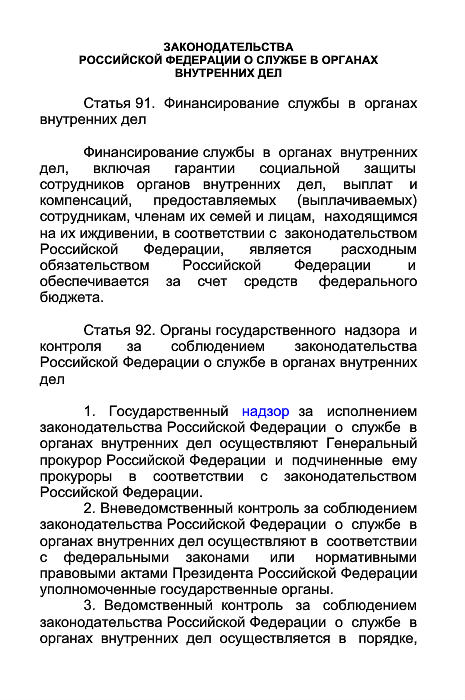 ЗАКОНОДАТЕЛЬСТВА
РОССИЙСКОЙ ФЕДЕРАЦИИ О СЛУЖБЕ В ОРГАНАХ
ВНУТРЕННИХ ДЕЛ
Статья 91. Финансирование службы в органах
внутренних дел
Финансирование службы в органах внутренних
дел, включая гарантии социальной защиты
сотрудников органов внутренних дел, выплат и
компенсаций, предоставляемых (выплачиваемых)
сотрудникам, членам их семей и лицам, находящимся
на их иждивении, в соответствии с законодательством
Российской Федерации, является расходным
обязательством Российской Федерации и
обеспечивается за счет средств федерального
бюджета.
Статья 92. Органы государственного надзора и
контроля за соблюдением законодательства
Российской Федерации о службе в органах внутренних
дел
1. Государственный надзор за исполнением
законодательства Российской Федерации о службе в
органах внутренних дел осуществляют Генеральный
прокурор Российской Федерации и подчиненные ему
прокуроры в соответствии с законодательством
Российской Федерации.
2. Вневедомственный контроль за соблюдением
законодательства Российской Федерации о службе в
органах внутренних дел осуществляют в соответствии
с федеральными законами или нормативными
правовыми актами Президента Российской Федерации
уполномоченные государственные органы.
3. Ведомственный контроль за соблюдением
законодательства Российской Федерации о службе в
органах внутренних дел осуществляется в порядке,